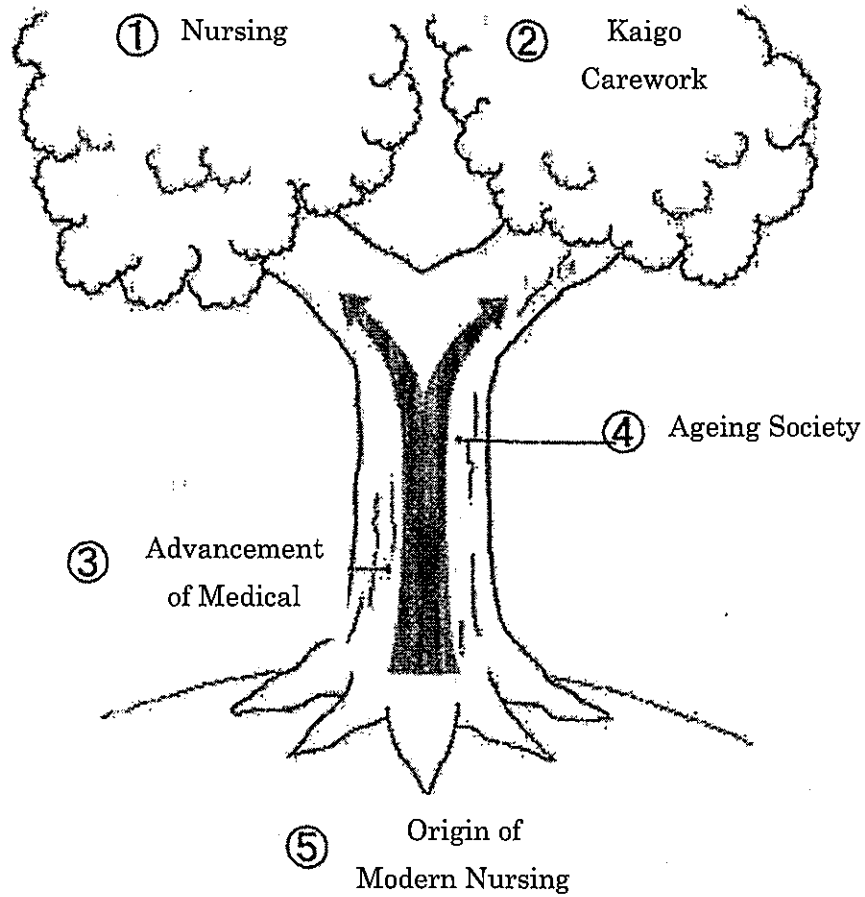 ① Nursing
② Kaigo
Carework
④ Ageing Society
③ Advancement
of Medical
⑤ Origin of
Modern Nursing